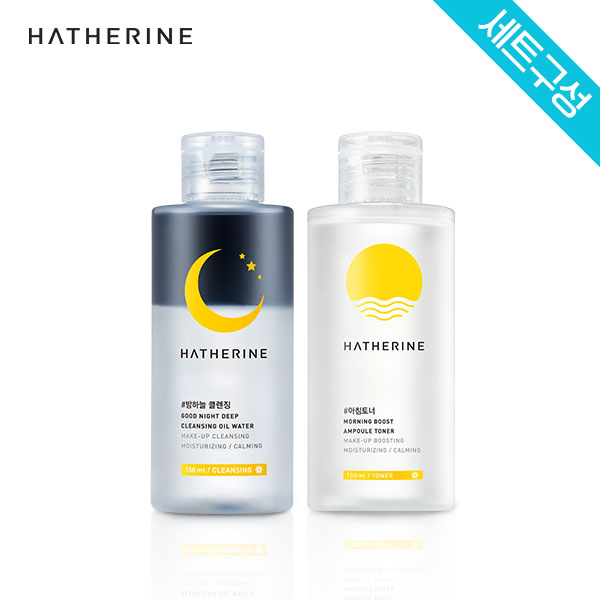 HATHERINE
세트구성
HATHERINE
#밤하늘 클렌징
GOOD NIGHT DEEP
CLEANSING OIL WATER
MAKE-UP CLEANSING
MOISTURIZING / CALMING
150 ml / CLEANSING
HATHERINE
#아침토너
MORNING BOOST
AMPOULE TONER
MAKE-UP BOOSTING
MOISTURIZING / CALMING
150 ml / TONER